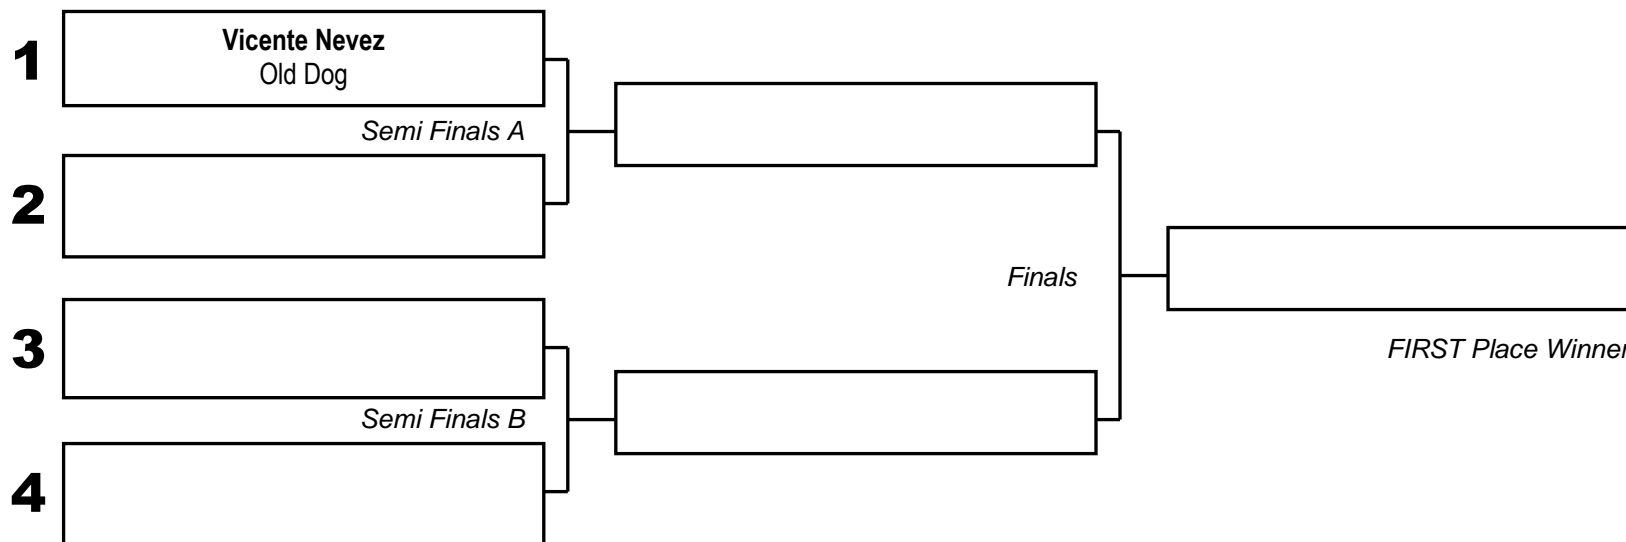 1
Vicente Nevez
Old Dog
Semi Finals A
2
Finals
3
FIRST Place Winner
Semi Finals B
4